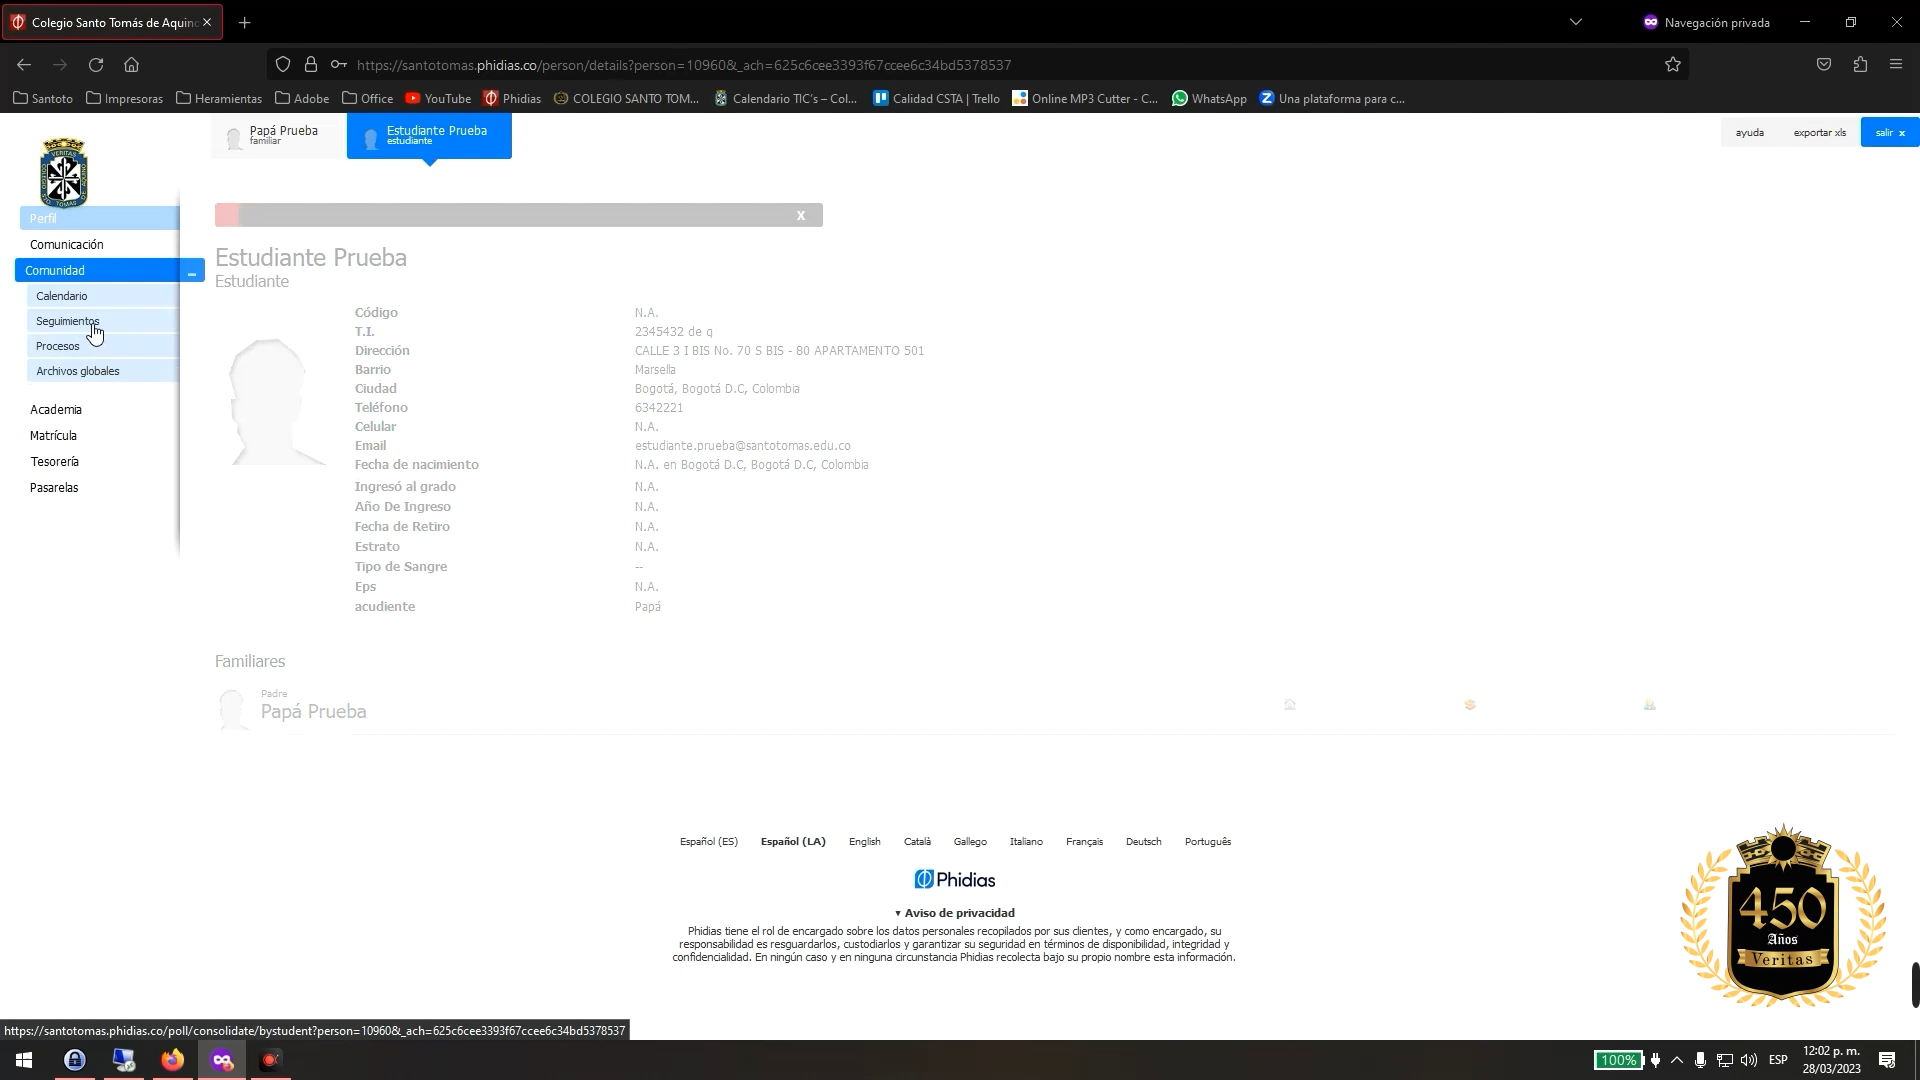 Colegio Santo Tomás de Aquino
Navegación privada
https://santotomas.phidias.co/person/details?person=10960&_ach=625c6cee3393f67ccee6c34bd5378537
Santoto
Impresoras
Heramientas
Adobe
Office
YouTube
Phidias
COLEGIO SANTO TOM...
Calendario TIC's – Col...
Calidad CSTA | Trello
Online MP3 Cutter - C...
WhatsApp
Una plataforma para c...
Papá Prueba
familiar
Estudiante Prueba
estudiante
ayuda
exportar xls
salir x
Perfil
Comunicación
Comunidad
Calendario
Seguimientos
Procesos
Archivos globales
Academia
Matrícula
Tesorería
Pasarelas
X
Estudiante Prueba
Estudiante
Código N.A.
T.I. 2345432 de q
Dirección CALLE 3 I BIS No. 70 S BIS - 80 APARTAMENTO 501
Barrio Marsella
Ciudad Bogotá, Bogotá D.C, Colombia
Teléfono 6342221
Celular N.A.
Email estudiante.prueba@santotomas.edu.co
Fecha de nacimiento N.A. en Bogotá D.C, Bogotá D.C, Colombia
Ingresó al grado N.A.
Año De Ingreso N.A.
Fecha de Retiro N.A.
Estrato N.A.
Tipo de Sangre --
Eps N.A.
acudiente Papá
Familiares
Padre
Papá Prueba
Español (ES) Español (LA) English Català Gallego Italiano Français Deutsch Português
Phidias
▾ Aviso de privacidad
Phidias tiene el rol de encargado sobre los datos personales recopilados por sus clientes, y como encargado, su
responsabilidad es resguardarlos, custodiarlos y garantizar su seguridad en términos de disponibilidad, integridad y
confidencialidad. En ningún caso y en ninguna circunstancia Phidias recolecta bajo su propio nombre esta información.
450
Años
Veritas
https://santotomas.phidias.co/poll/consolidate/bystudent?person=10960&_ach=625c6cee3393f67ccee6c34bd5378537
100%
ESP
12:02 p. m.
28/03/2023